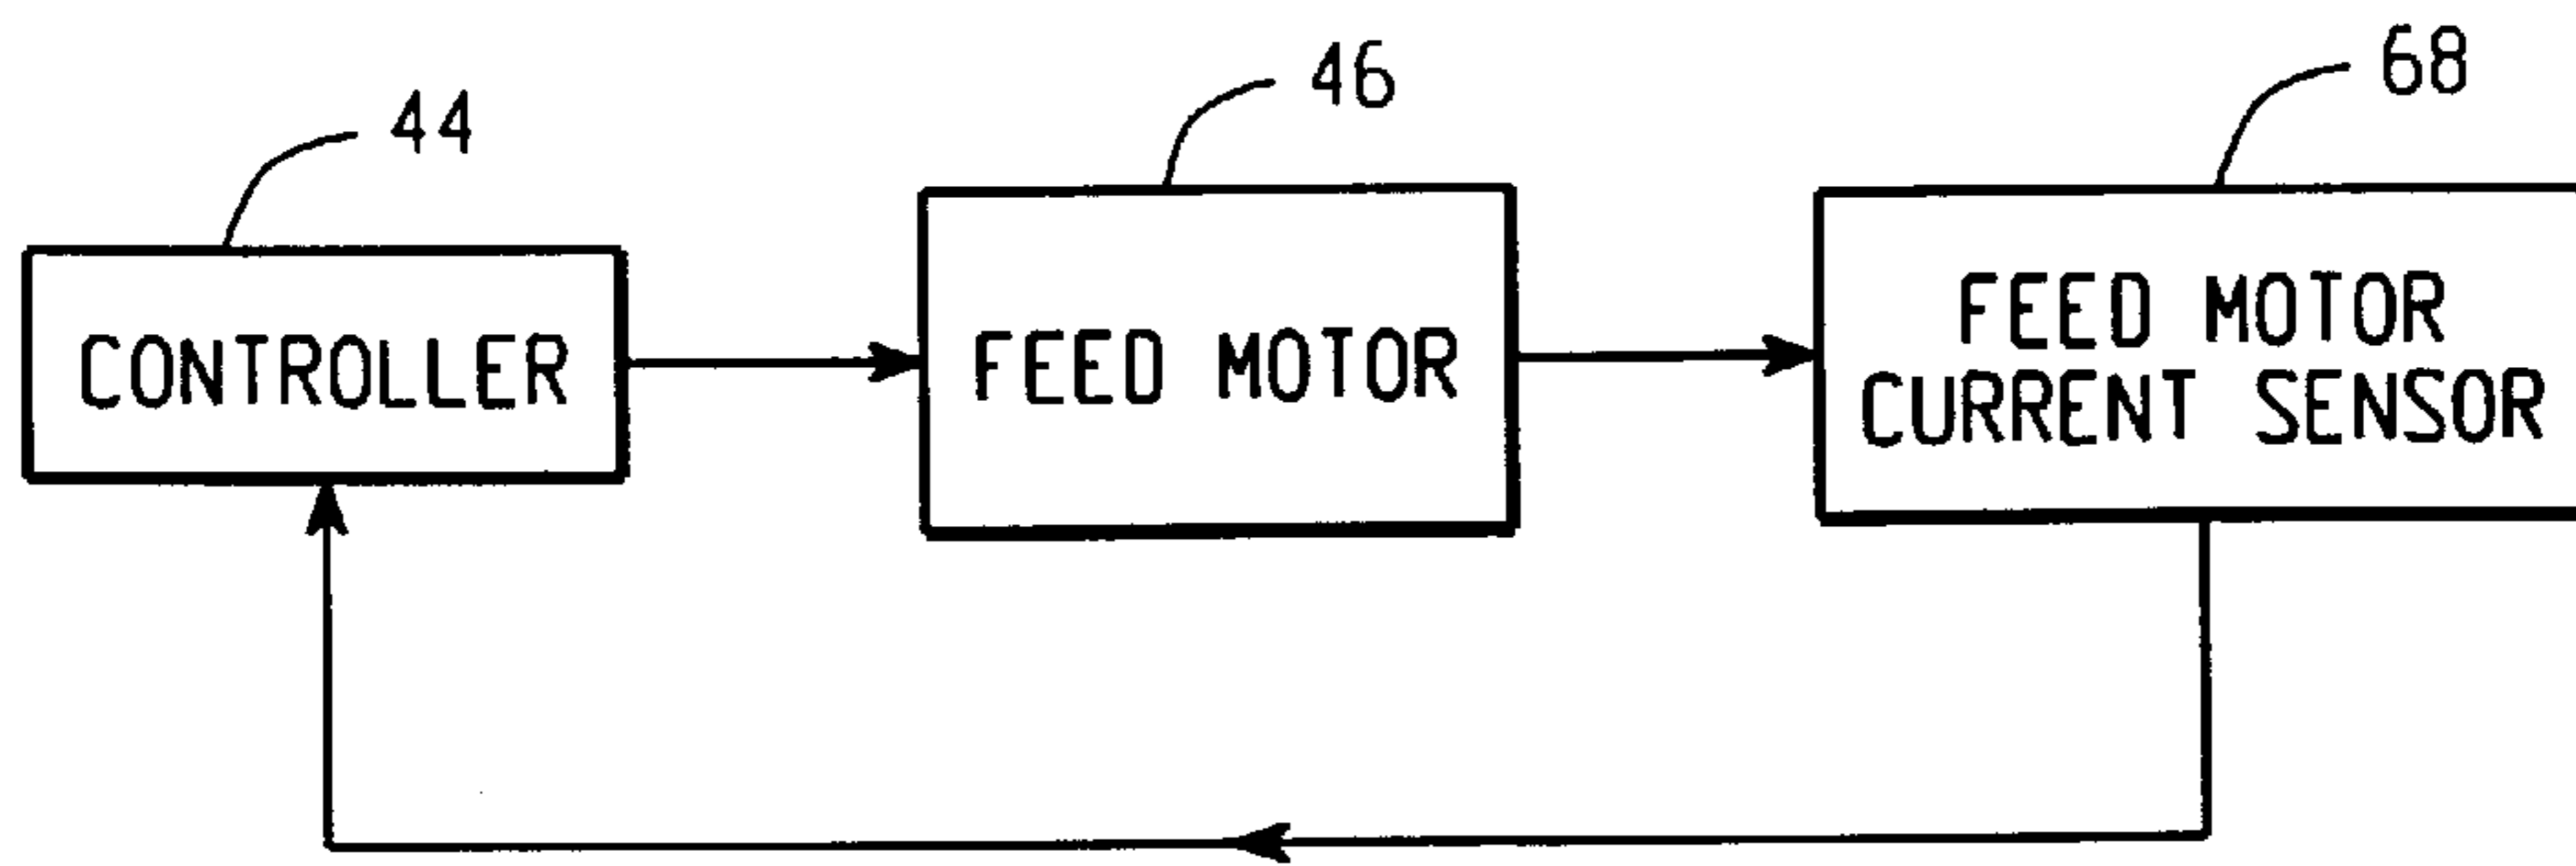 44
46
68
CONTROLLER
FEED MOTOR
FEED MOTOR
CURRENT SENSOR